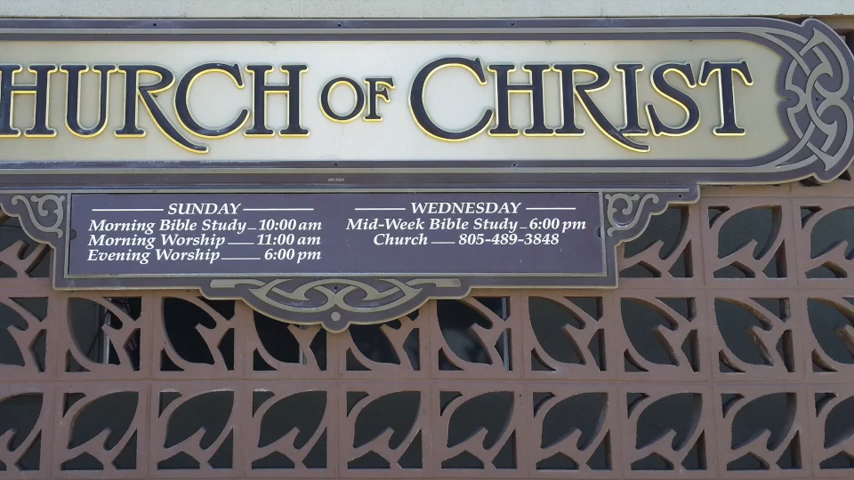 HURCH OF CHRIST
SUNDAY
Morning Bible Study 10:00 am
Morning Worship 11:00 am
Evening Worship 6:00 pm
WEDNESDAY
Mid-Week Bible Study 6:00 pm
Church 805-489-3848